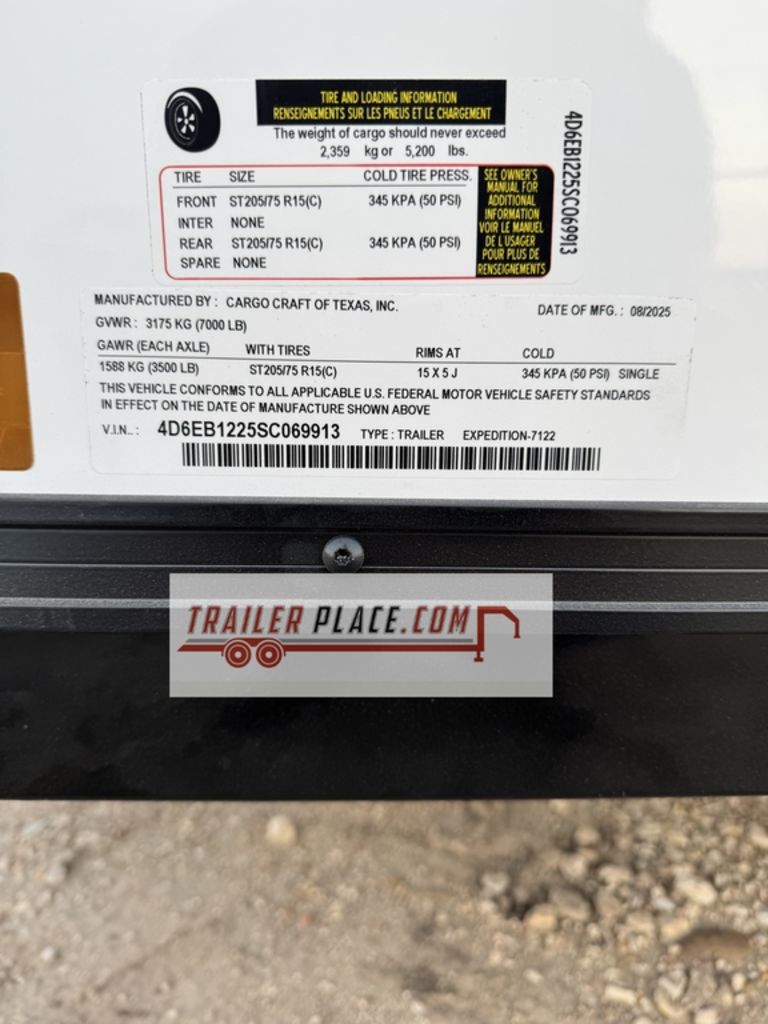 TIRE AND LOADING INFORMATION
RENSEIGNEMENTS SUR LES PNEUS ET LE CHARGEMENT
The weight of cargo should never exceed
2,359 kg or 5,200 lbs.
TIRE SIZE COLD TIRE PRESS.
FRONT ST205/75 R15(C) 345 KPA (50 PSI)
INTER NONE
REAR ST205/75 R15(C) 345 KPA (50 PSI)
SPARE NONE
SEE OWNER'S
MANUAL FOR
ADDITIONAL
INFORMATION
VOIR LE MANUEL
DE L'USAGER
POUR PLUS DE
RENSEIGNEMENTS
4D6EB1225SC069913
MANUFACTURED BY : CARGO CRAFT OF TEXAS, INC. DATE OF MFG. : 08/2025
GVWR : 3175 KG (7000 LB)
GAWR (EACH AXLE) WITH TIRES RIMS AT COLD
1588 KG (3500 LB) ST205/75 R15(C) 15 X 5 J 345 KPA (50 PSI) SINGLE
THIS VEHICLE CONFORMS TO ALL APPLICABLE U.S. FEDERAL MOTOR VEHICLE SAFETY STANDARDS
IN EFFECT ON THE DATE OF MANUFACTURE SHOWN ABOVE
V.I.N.. : 4D6EB1225SC069913 TYPE : TRAILER EXPEDITION-7122
TRAILER PLACE.COM